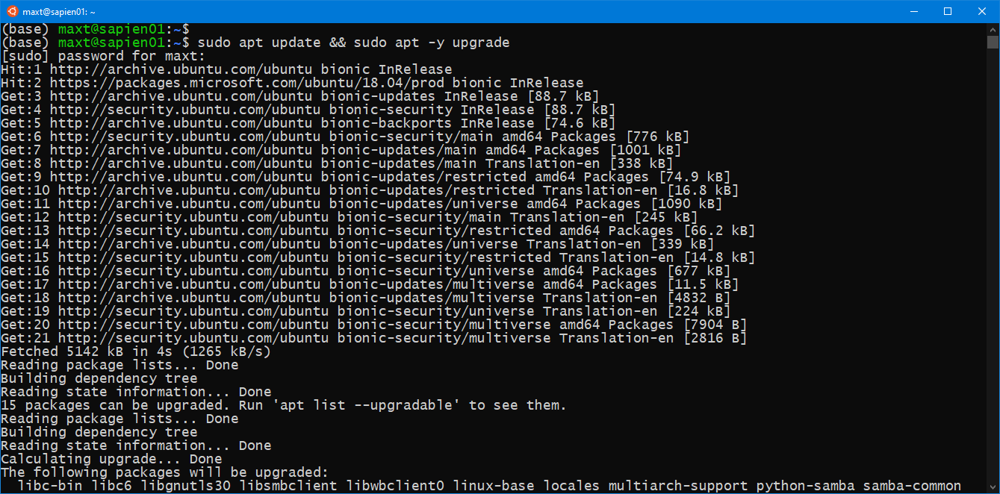 maxt@sapien01: ~
(base) maxt@sapien01:~$
(base) maxt@sapien01:~$ sudo apt update && sudo apt -y upgrade
[sudo] password for maxt:
Hit:1 http://archive.ubuntu.com/ubuntu bionic InRelease
Hit:2 https://packages.microsoft.com/ubuntu/18.04/prod bionic InRelease
Get:3 http://archive.ubuntu.com/ubuntu bionic-updates InRelease [88.7 kB]
Get:4 http://security.ubuntu.com/ubuntu bionic-security InRelease [88.7 kB]
Get:5 http://archive.ubuntu.com/ubuntu bionic-backports InRelease [74.6 kB]
Get:6 http://security.ubuntu.com/ubuntu bionic-security/main amd64 Packages [776 kB]
Get:7 http://archive.ubuntu.com/ubuntu bionic-updates/main amd64 Packages [1001 kB]
Get:8 http://archive.ubuntu.com/ubuntu bionic-updates/main Translation-en [338 kB]
Get:9 http://archive.ubuntu.com/ubuntu bionic-updates/restricted amd64 Packages [74.9 kB]
Get:10 http://archive.ubuntu.com/ubuntu bionic-updates/restricted Translation-en [16.8 kB]
Get:11 http://archive.ubuntu.com/ubuntu bionic-updates/universe amd64 Packages [1090 kB]
Get:12 http://security.ubuntu.com/ubuntu bionic-security/main Translation-en [245 kB]
Get:13 http://security.ubuntu.com/ubuntu bionic-security/restricted amd64 Packages [66.2 kB]
Get:14 http://archive.ubuntu.com/ubuntu bionic-updates/universe Translation-en [339 kB]
Get:15 http://security.ubuntu.com/ubuntu bionic-security/restricted Translation-en [14.8 kB]
Get:16 http://security.ubuntu.com/ubuntu bionic-security/universe amd64 Packages [677 kB]
Get:17 http://archive.ubuntu.com/ubuntu bionic-updates/multiverse amd64 Packages [11.5 kB]
Get:18 http://archive.ubuntu.com/ubuntu bionic-updates/multiverse Translation-en [4832 B]
Get:19 http://security.ubuntu.com/ubuntu bionic-security/universe Translation-en [224 kB]
Get:20 http://security.ubuntu.com/ubuntu bionic-security/multiverse amd64 Packages [7904 B]
Get:21 http://security.ubuntu.com/ubuntu bionic-security/multiverse Translation-en [2816 B]
Fetched 5142 kB in 4s (1265 kB/s)
Reading package lists... Done
Building dependency tree
Reading state information... Done
15 packages can be upgraded. Run 'apt list --upgradable' to see them.
Reading package lists... Done
Building dependency tree
Reading state information... Done
Calculating upgrade... Done
The following packages will be upgraded:
libc-bin libc6 libgnutls30 libsmbclient libwbclient0 linux-base locales multiarch-support python-samba samba-common